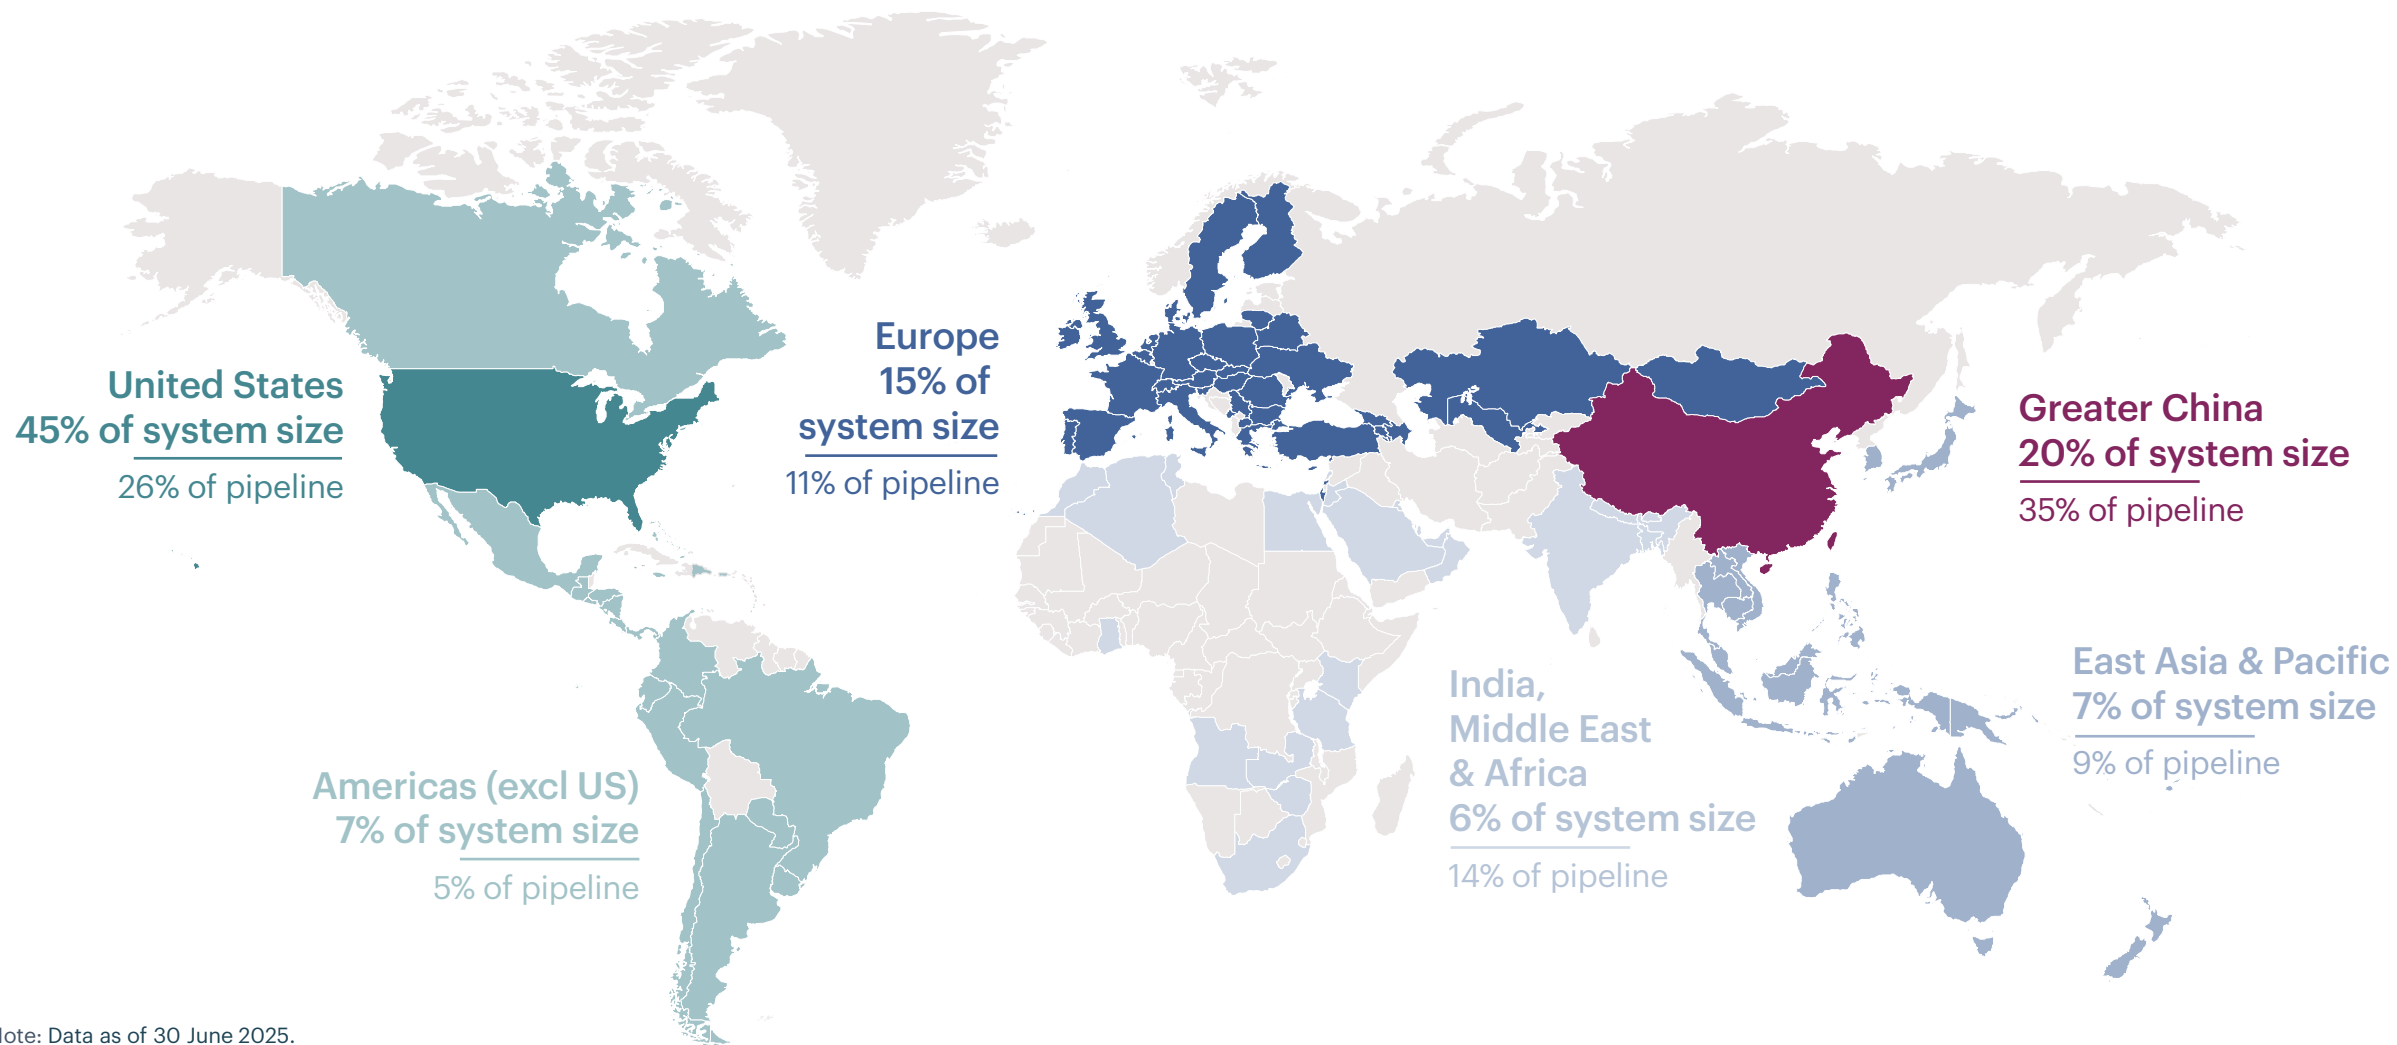 United States
45% of system size
26% of pipeline
Europe
15% of
system size
11% of pipeline
Greater China
20% of system size
35% of pipeline
East Asia & Pacific
7% of system size
9% of pipeline
India,
Middle East
& Africa
6% of system size
14% of pipeline
Americas (excl US)
7% of system size
5% of pipeline
ote: Data as of 30 June 2025.